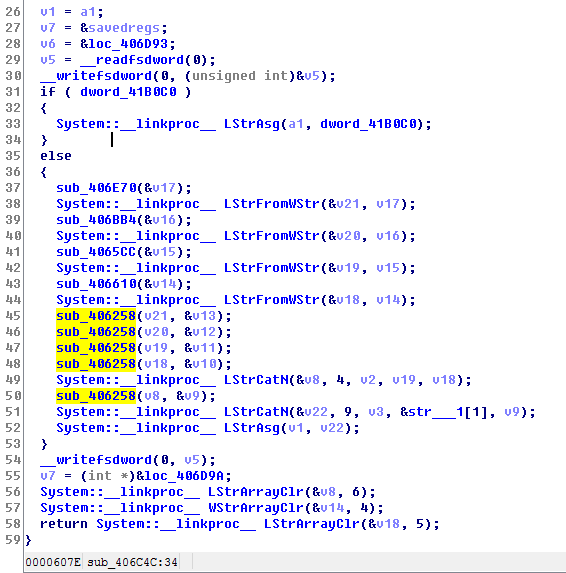 26 v1 = a1;
27 v7 = &savedregs;
28 v6 = &loc_406D93;
29 v5 = __readfsdword(0);
30 __writefsdword(0, (unsigned int)&v5);
31 if ( dword_41B0C0 )
32 {
33 System::__linkproc__ LStrAsg(a1, dword_41B0C0);
34 }
35 else
36 {
37 sub_406E70(&v17);
38 System::__linkproc__ LStrFromWStr(&v21, v17);
39 sub_406BB4(&v16);
40 System::__linkproc__ LStrFromWStr(&v20, v16);
41 sub_4065CC(&v15);
42 System::__linkproc__ LStrFromWStr(&v19, v15);
43 sub_406610(&v14);
44 System::__linkproc__ LStrFromWStr(&v18, v14);
45 sub_406258(v21, &v13);
46 sub_406258(v20, &v12);
47 sub_406258(v19, &v11);
48 sub_406258(v18, &v10);
49 System::__linkproc__ LStrCatN(&v8, 4, v2, v19, v18);
50 sub_406258(v8, &v9);
51 System::__linkproc__ LStrCatN(&v22, 9, v3, &str___1[1], v9);
52 System::__linkproc__ LStrAsg(v1, v22);
53 }
54 __writefsdword(0, v5);
55 v7 = (int *)&loc_406D9A;
56 System::__linkproc__ LStrArrayClr(&v8, 6);
57 System::__linkproc__ WStrArrayClr(&v14, 4);
58 return System::__linkproc__ LStrArrayClr(&v18, 5);
59 }
0000607E sub_406C4C:34